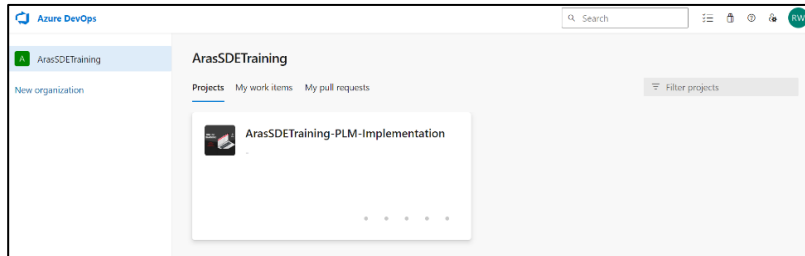 Azure DevOps
Search
RW
A ArasSDETraining
New organization
ArasSDETraining
Projects My work items My pull requests
Filter projects
ArasSDETraining-PLM-Implementation